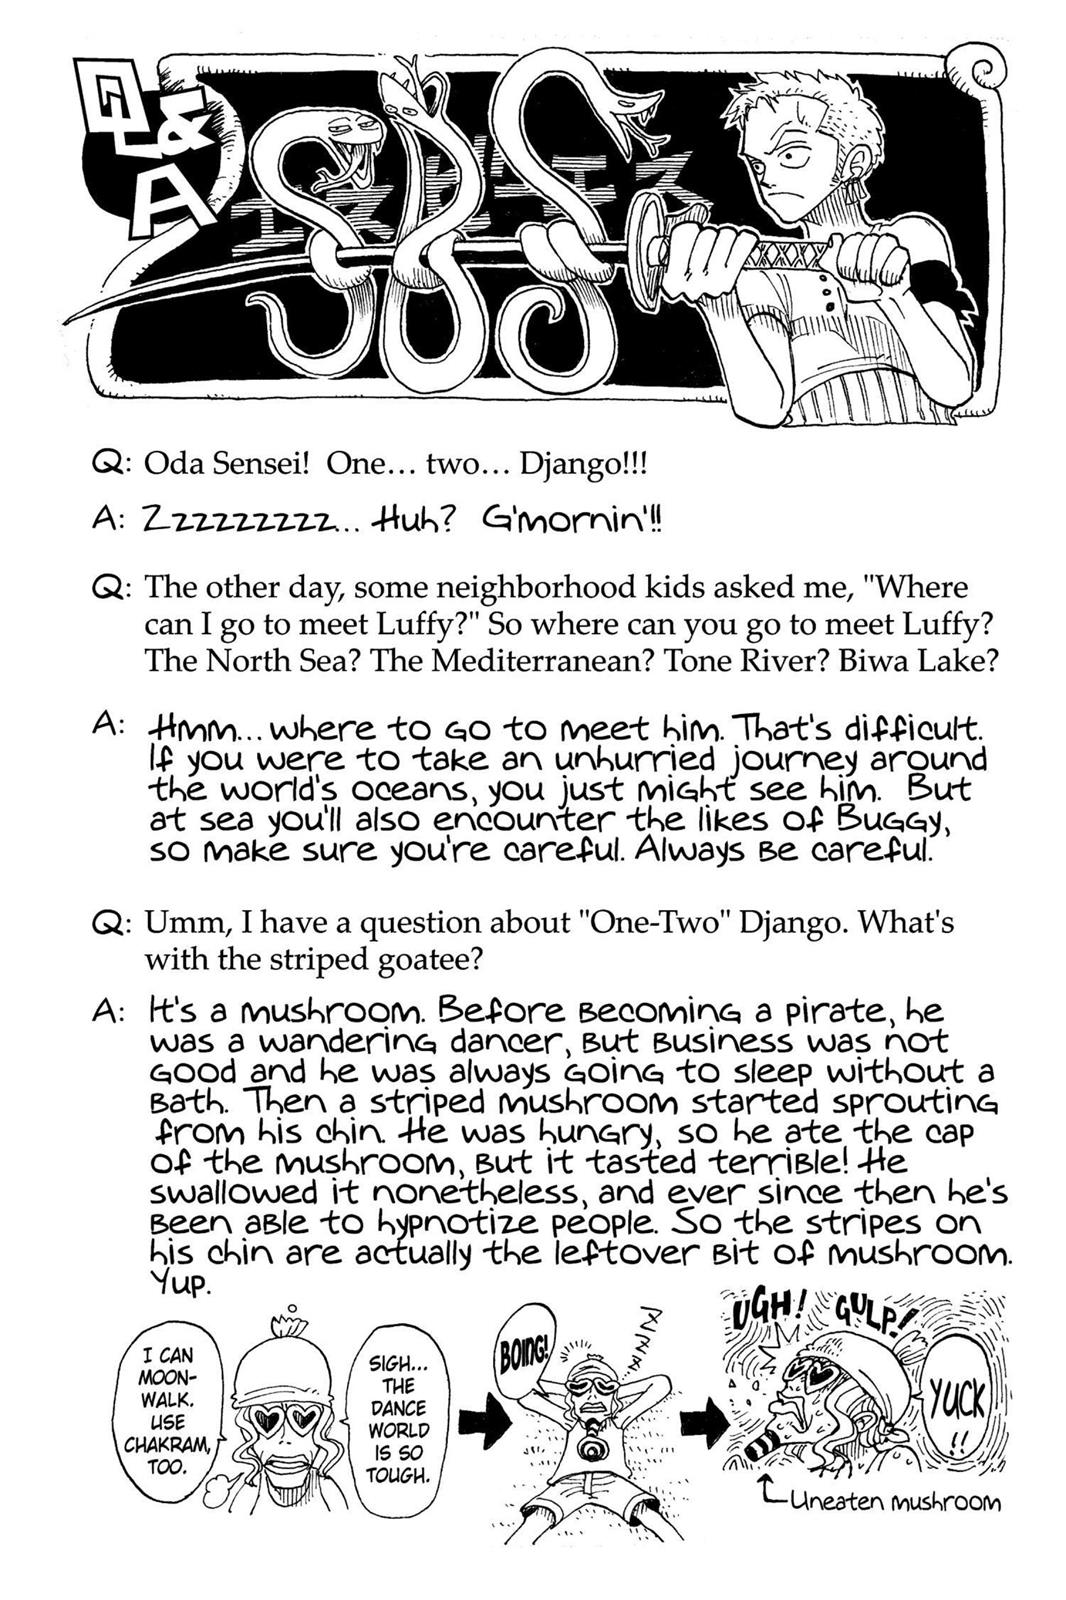 Q&A
SBS
Q: Oda Sensei! One... two... Django!!!
A: Zzzzzzzzzz... Huh? G'mornin'!!
Q: The other day, some neighborhood kids asked me, "Where
can I go to meet Luffy?" So where can you go to meet Luffy?
The North Sea? The Mediterranean? Tone River? Biwa Lake?
A: Hmm... where to go to meet him. That's difficult.
If you were to take an unhurried journey around
the world's oceans, you just might see him. But
at sea you'll also encounter the likes of Buggy,
so make sure you're careful. Always be careful.
Q: Umm, I have a question about "One-Two" Django. What's
with the striped goatee?
A: It's a mushroom. Before becoming a pirate, he
was a wandering dancer, but business was not
good and he was always going to sleep without a
bath. Then a striped mushroom started sprouting
from his chin. He was hungry, so he ate the cap
of the mushroom, but it tasted terrible! He
swallowed it nonetheless, and ever since then he's
been able to hypnotize people. So the stripes on
his chin are actually the leftover bit of mushroom.
Yup.
I CAN
MOON-
WALK.
USE
CHAKRAM,
TOO.
SIGH...
THE
DANCE
WORLD
IS SO
TOUGH.
BOING!
ZZZZZ
UGH! GULP!
YUCK
!!
Uneaten mushroom